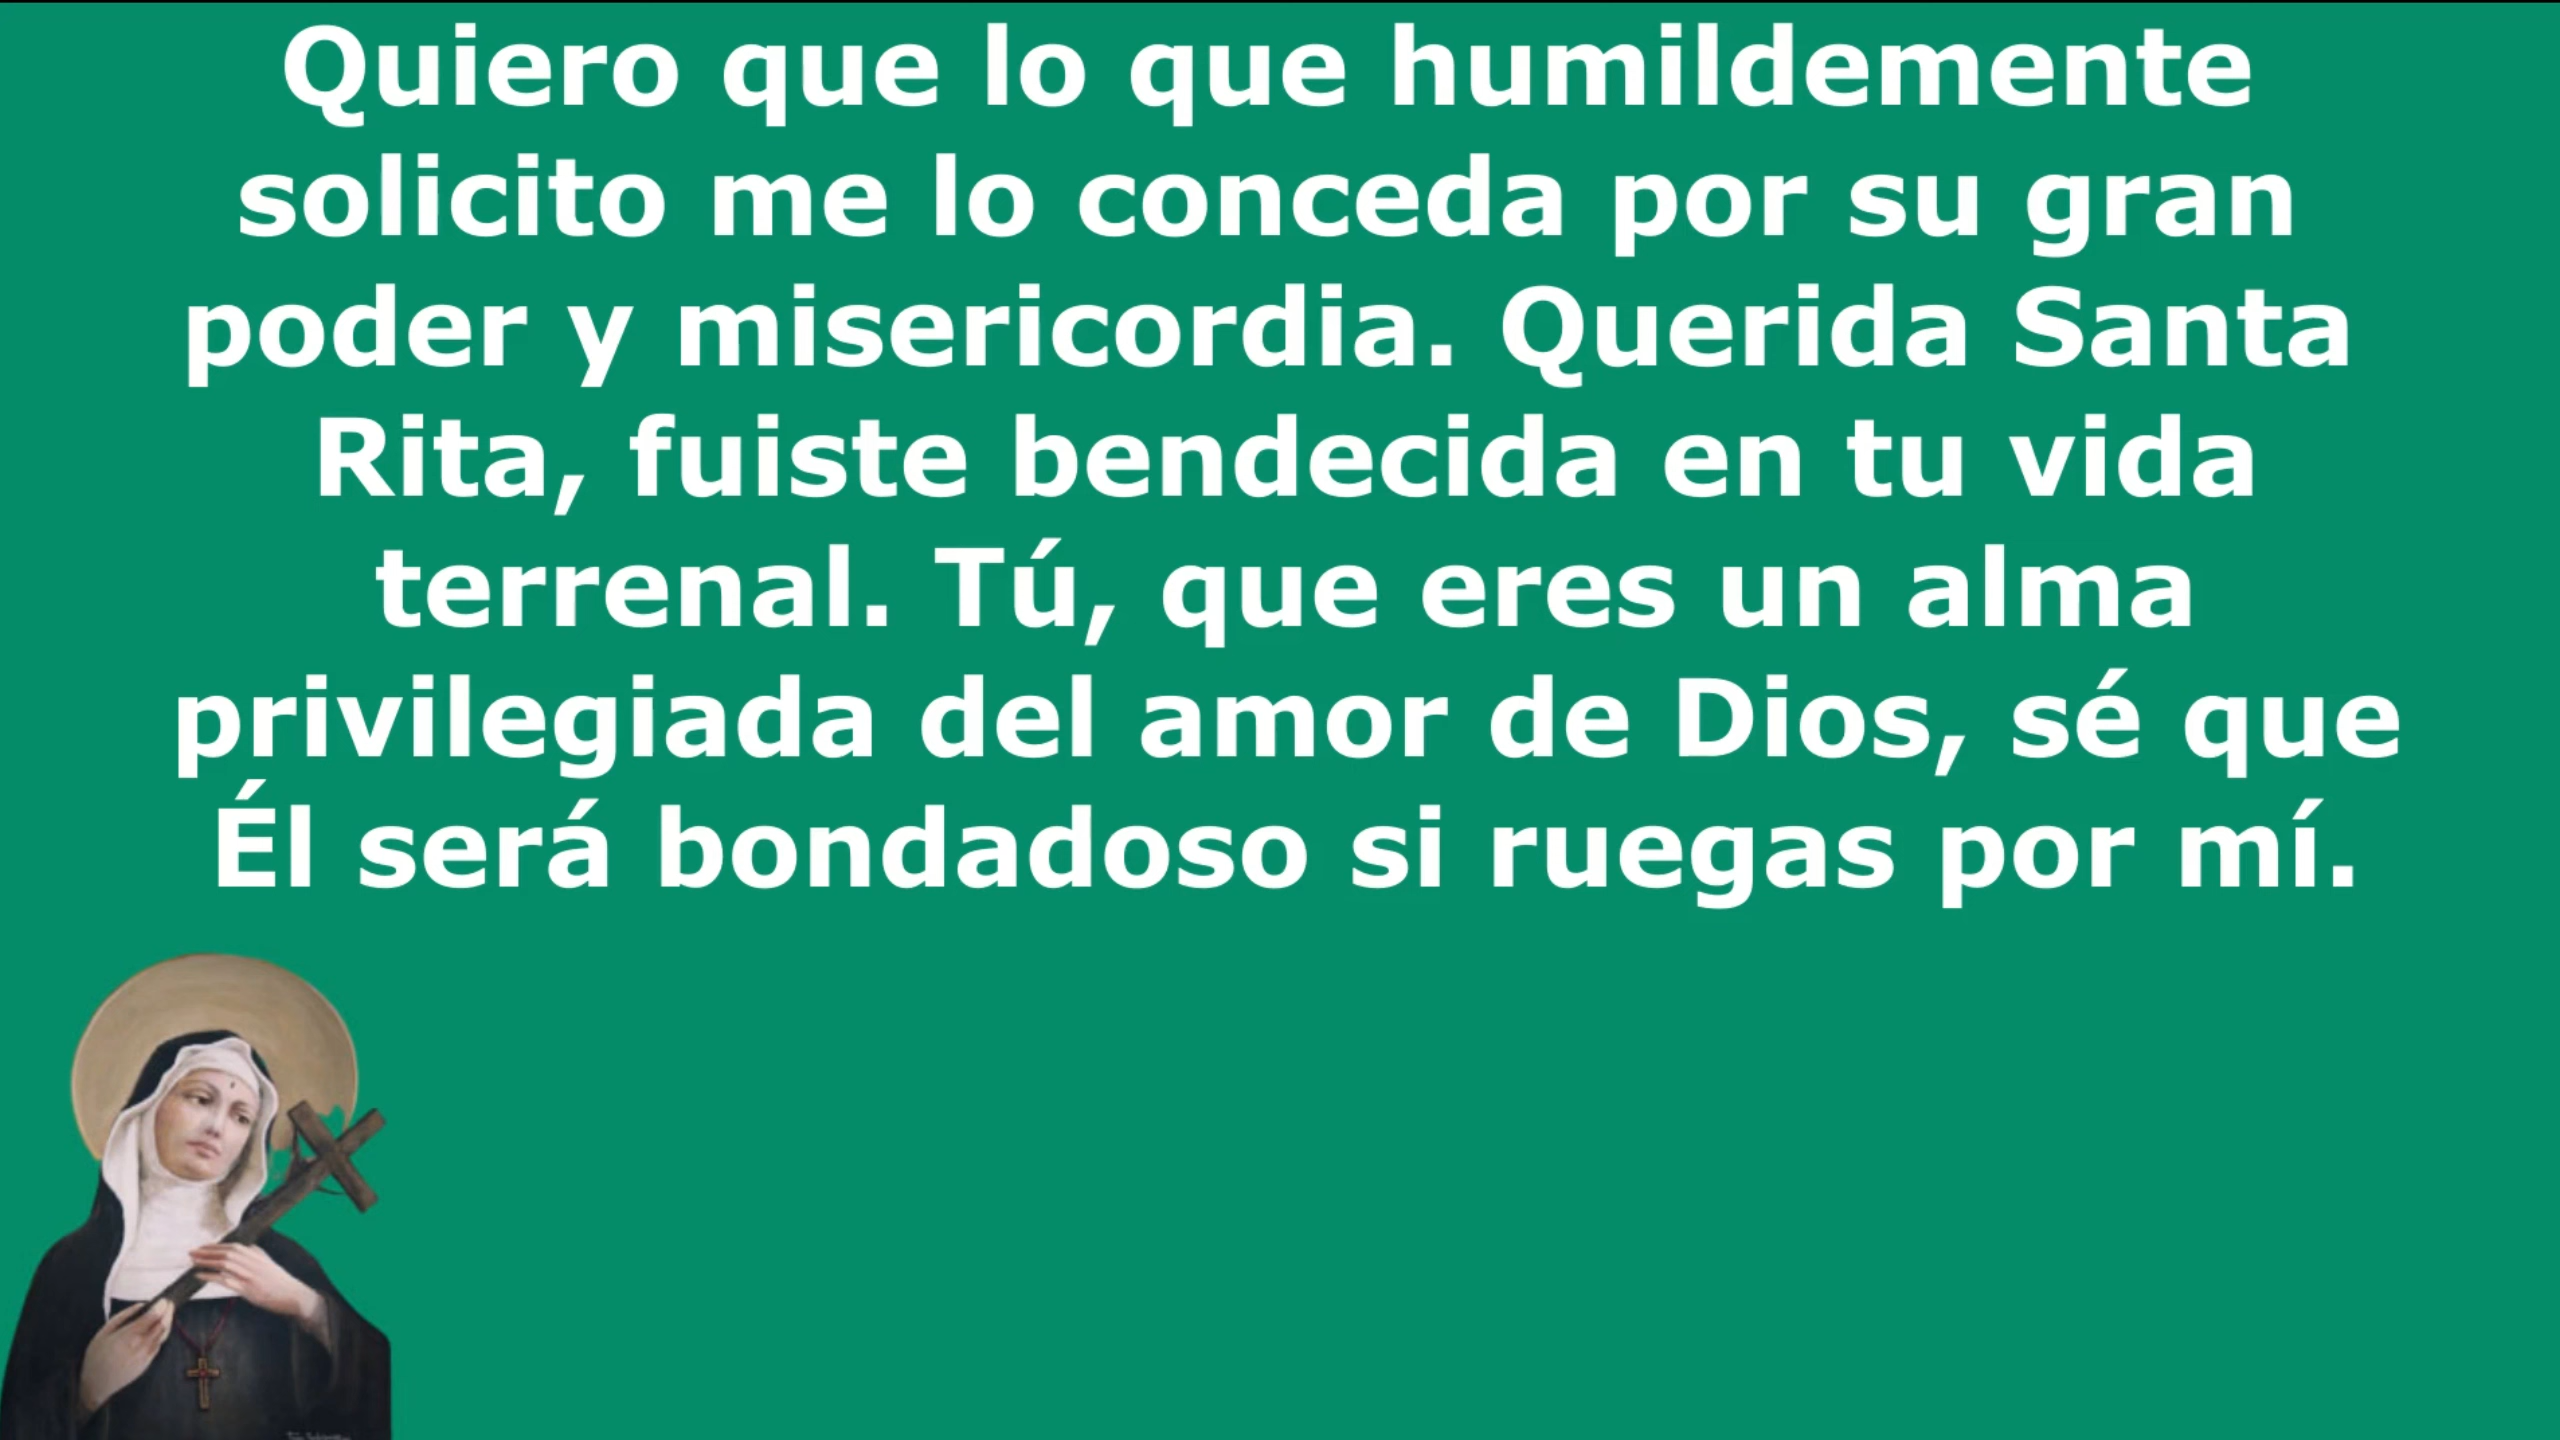 Quiero que lo que humildemente
solicito me lo conceda por su gran
poder y misericordia. Querida Santa
Rita, fuiste bendecida en tu vida
terrenal. Tú, que eres un alma
privilegiada del amor de Dios, sé que
Él será bondadoso si ruegas por mí.